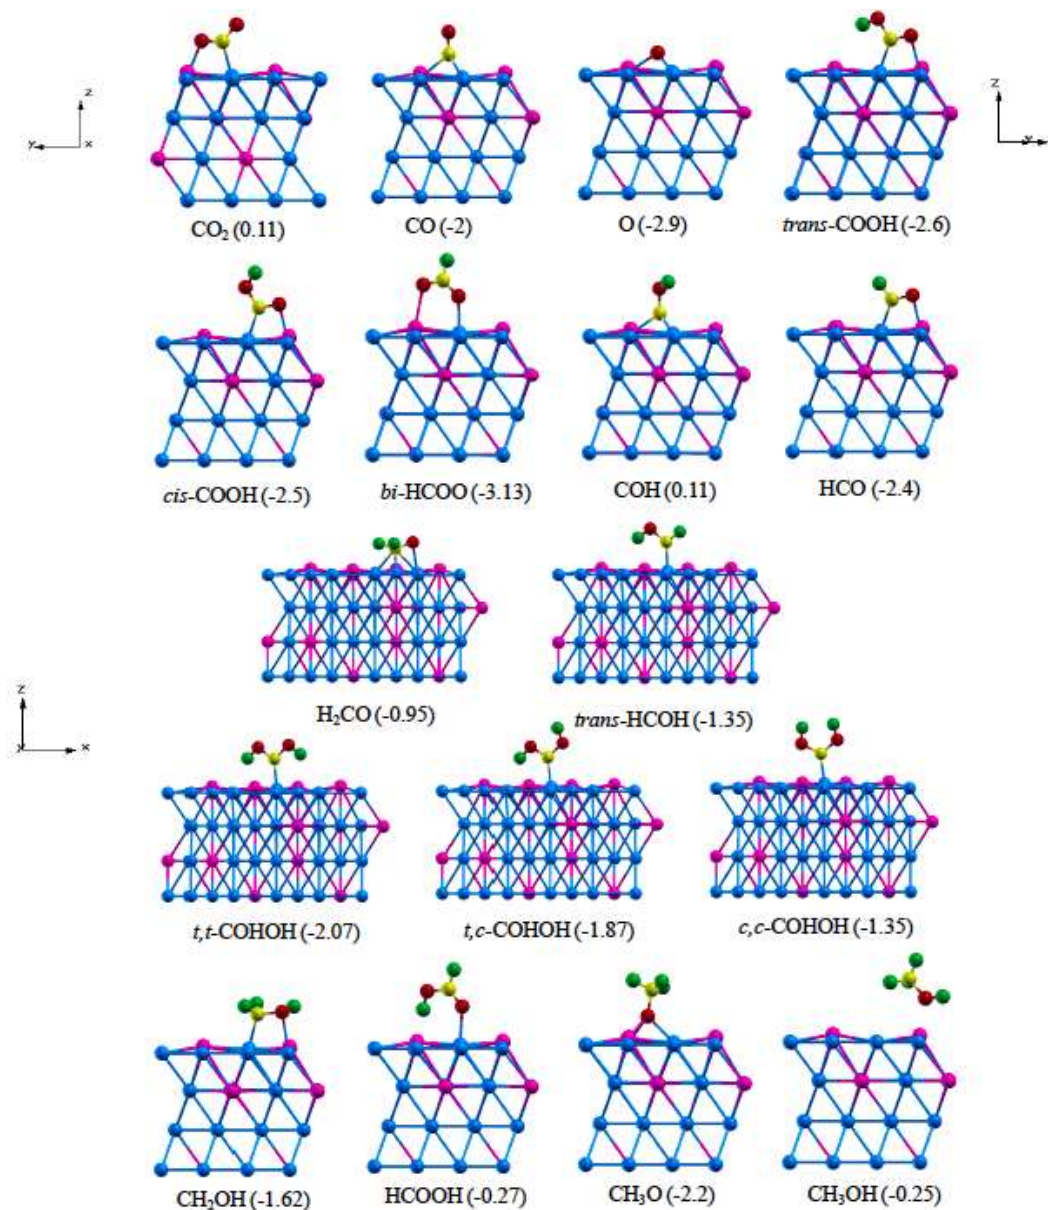 z
Y
x
CO₂ (0.11)
CO (-2)
O (-2.9)
trans-COOH (-2.6)
z
cis-COOH (-2.5)
bi-HCOO (-3.13)
COH (0.11)
HCO (-2.4)
H₂CO (-0.95)
trans-HCOH (-1.35)
z
x
t,t-COHOH (-2.07)
t,c-COHOH (-1.87)
c,c-COHOH (-1.35)
CH₂OH (-1.62)
HCOOH (-0.27)
CH₃O (-2.2)
CH₃OH (-0.25)